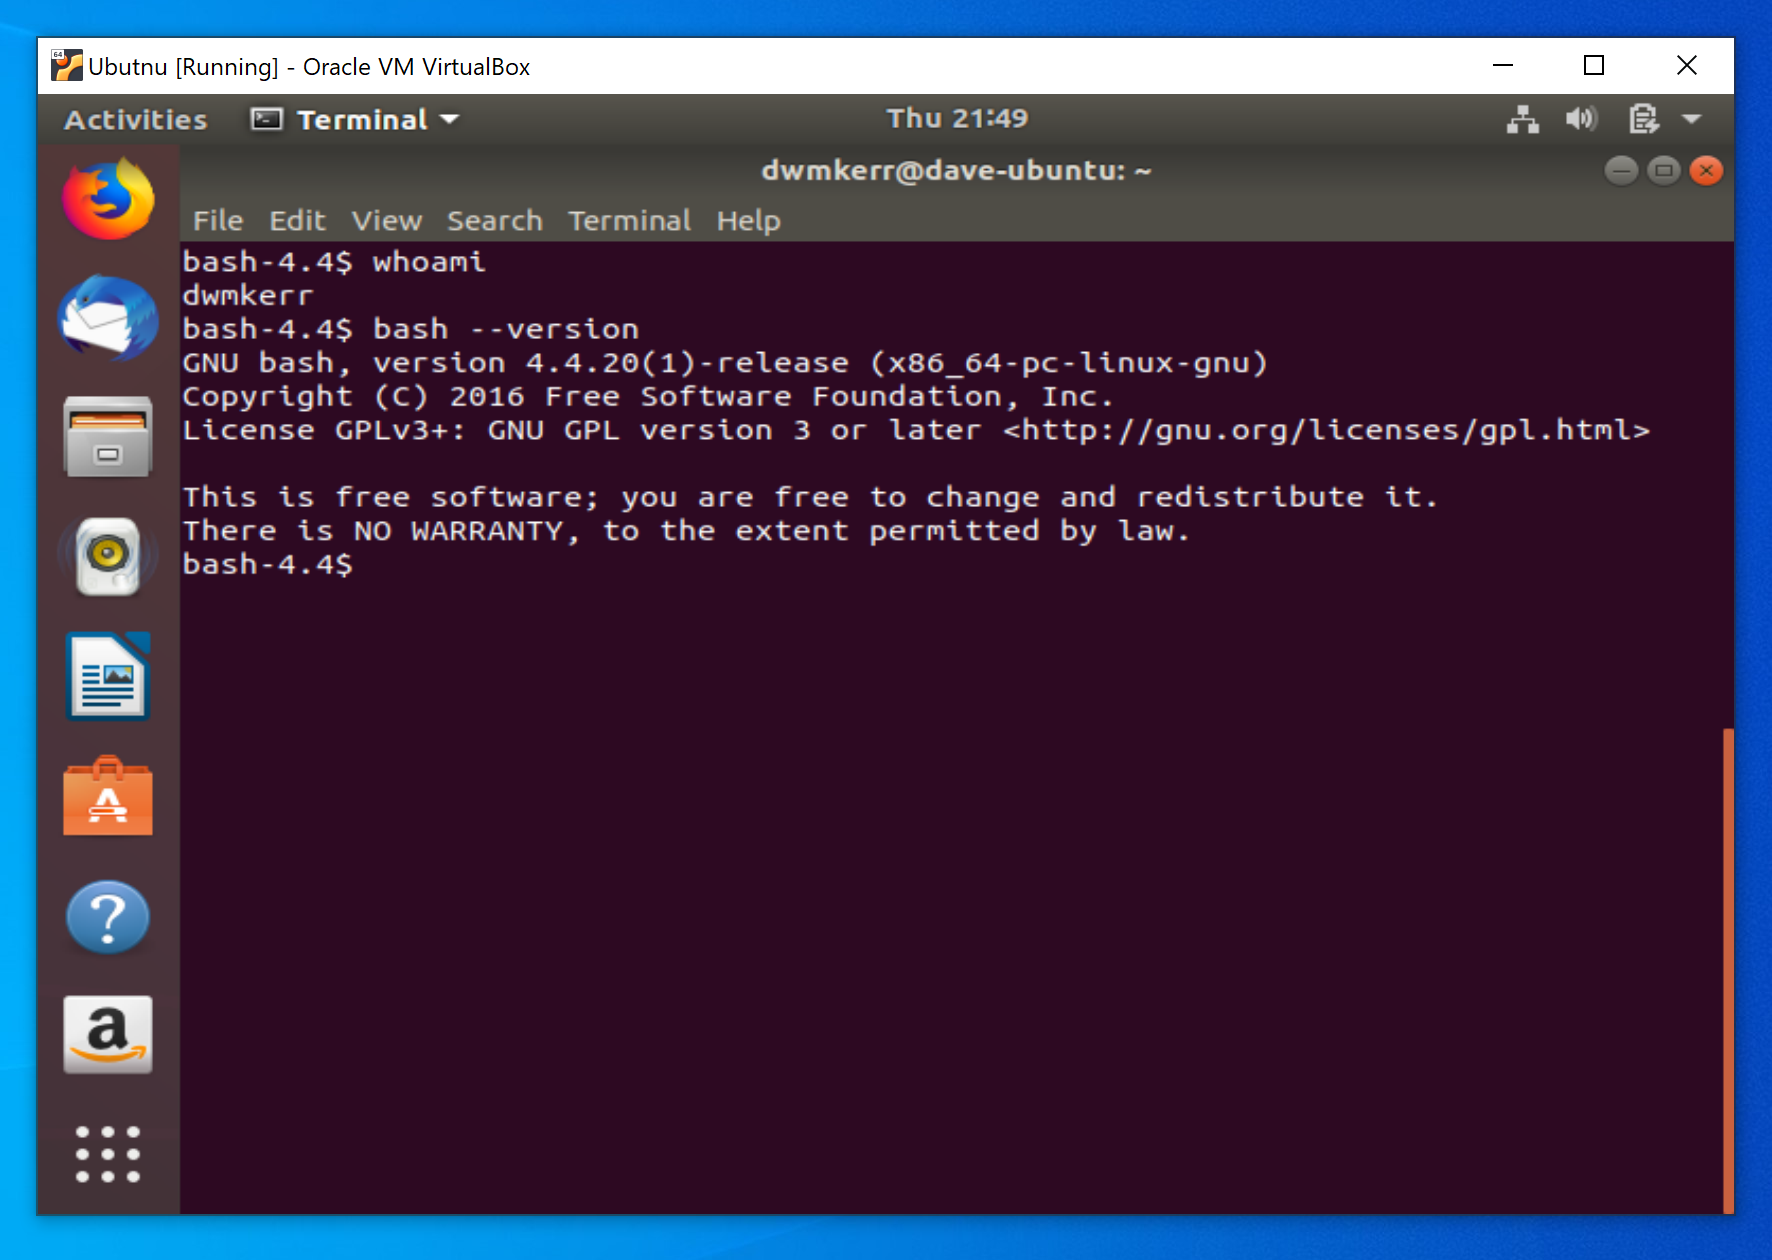 64
Ubutnu [Running] - Oracle VM VirtualBox
Activities Terminal Thu 21:49
dwmkerr@dave-ubuntu: ~
File Edit View Search Terminal Help
bash-4.4$ whoami
dwmkerr
bash-4.4$ bash --version
GNU bash, version 4.4.20(1)-release (x86_64-pc-linux-gnu)
Copyright (C) 2016 Free Software Foundation, Inc.
License GPLv3+: GNU GPL version 3 or later <http://gnu.org/licenses/gpl.html>
This is free software; you are free to change and redistribute it.
There is NO WARRANTY, to the extent permitted by law.
bash-4.4$